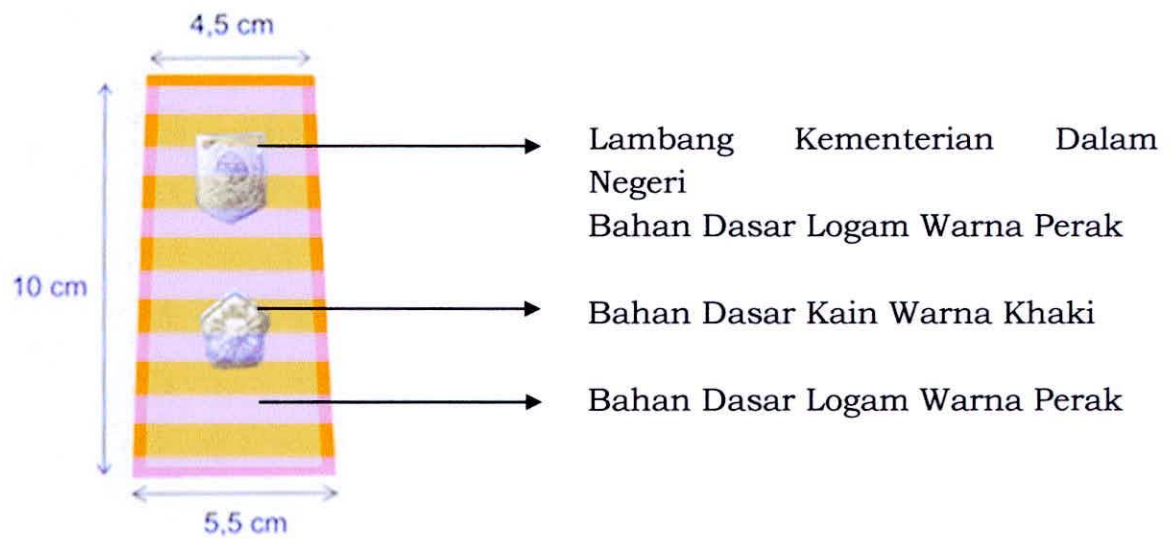 4,5 cm
Lambang Kementerian Dalam
Negeri
Bahan Dasar Logam Warna Perak
10 cm
Bahan Dasar Kain Warna Khaki
Bahan Dasar Logam Warna Perak
5,5 cm